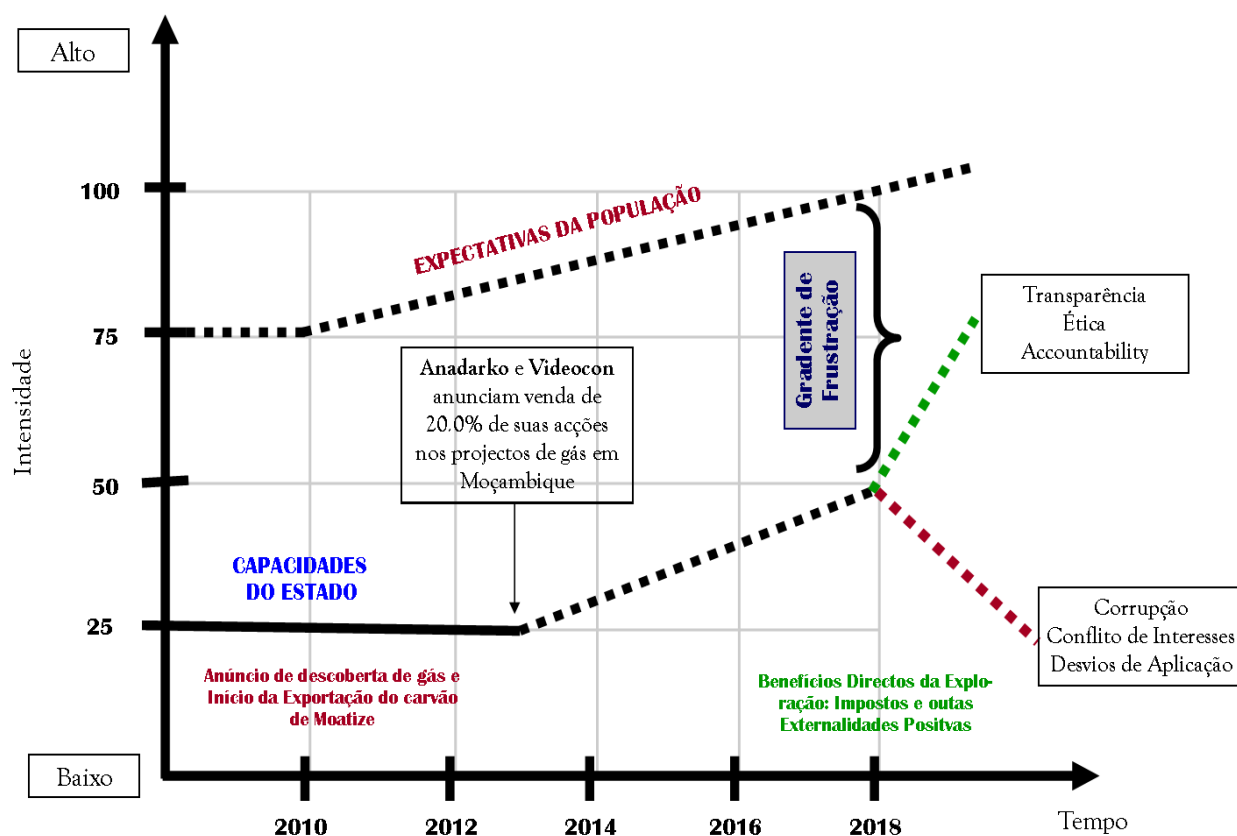 Alto
Intensidade
100
75
50
25
Baixo
EXPECTATIVAS DA POPULAÇÃO
Gradente de
Frustração
Transparência
Ética
Accountability
Anadarko e Videocon
anunciam venda de
20.0% de suas acções
nos projectos de gás em
Moçambique
CAPACIDADES
DO ESTADO
Corrupção
Conflito de Interesses
Desvios de Aplicação
Anúncio de descoberta de gás e
Início da Exportação do carvão
de Moatize
Benefícios Directos da Explo-
ração: Impostos e outas
Externalidades Positvas
2010
2012
2014
2016
2018
Tempo